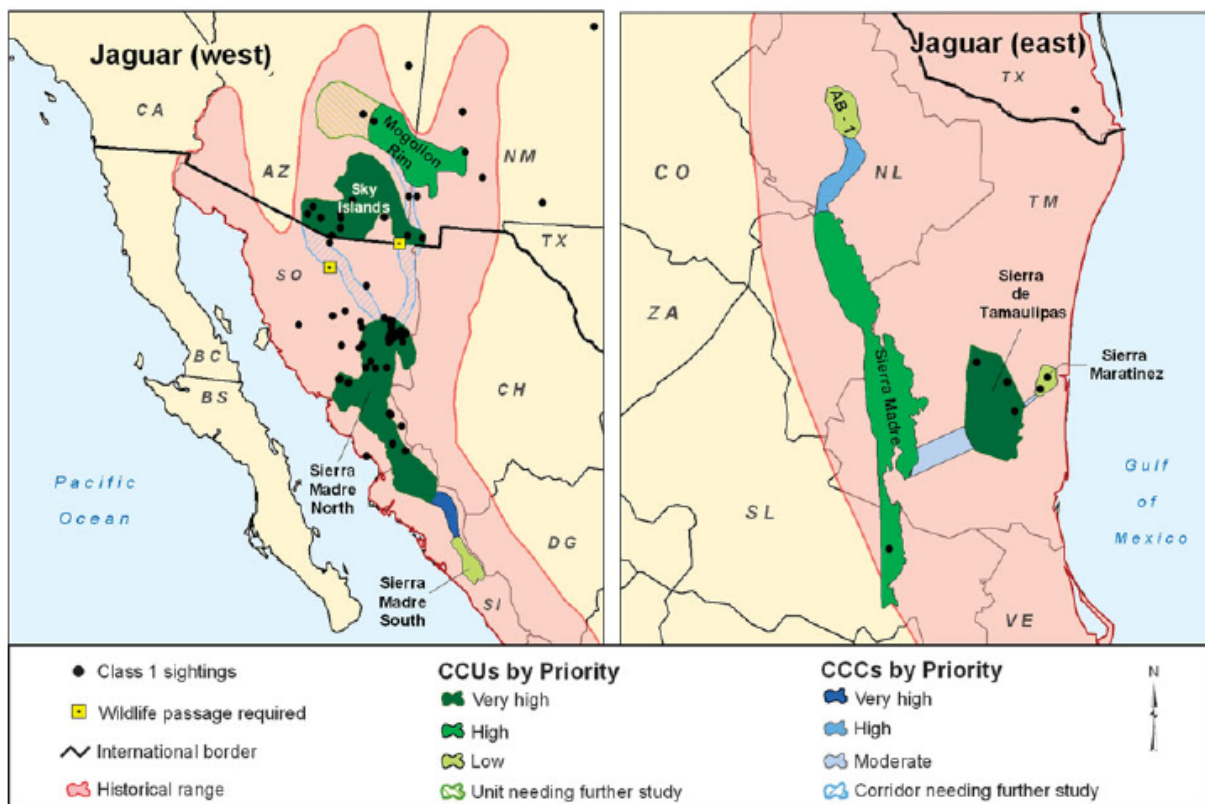 Jaguar (west)
CA
AZ
Mogollon
Rim
NM
Sky
Islands
TX
SO
BC
BS
CH
Pacific
Ocean
Sierra
Madre
North
DG
Sierra
Madre
South
SI
Jaguar (east)
TX
AB - 1
CO
NL
TM
Sierra
de
Tamaulipas
ZA
Sierra
Maratinez
Sierra Madre
Gulf
of
Mexico
SL
VE
Class 1 sightings
Wildlife passage required
International border
Historical range
CCUs by Priority
Very high
High
Low
Unit needing further study
CCCs by Priority
Very high
High
Moderate
Corridor needing further study
N